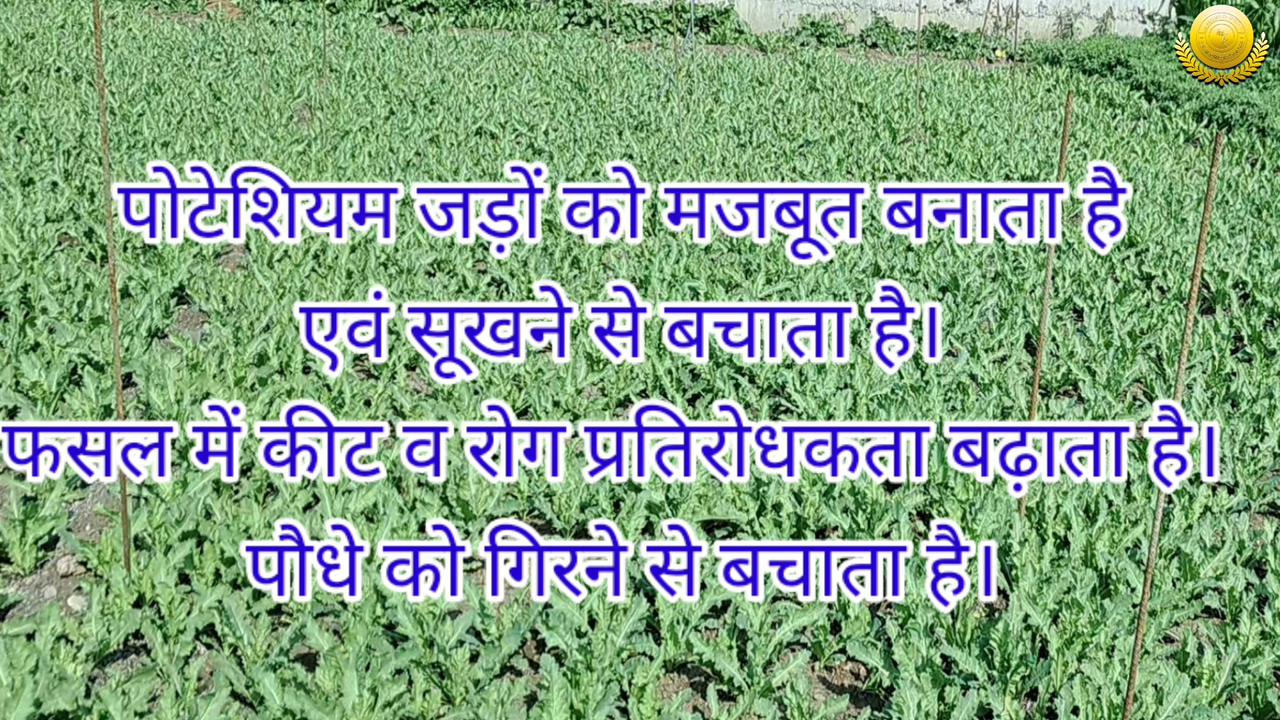 पोटेशियम जड़ों को मजबूत बनाता है
एवं सूखने से बचाता है।
फसल में कीट व रोग प्रतिरोधकता बढ़ाता है।
पौधे को गिरने से बचाता है।